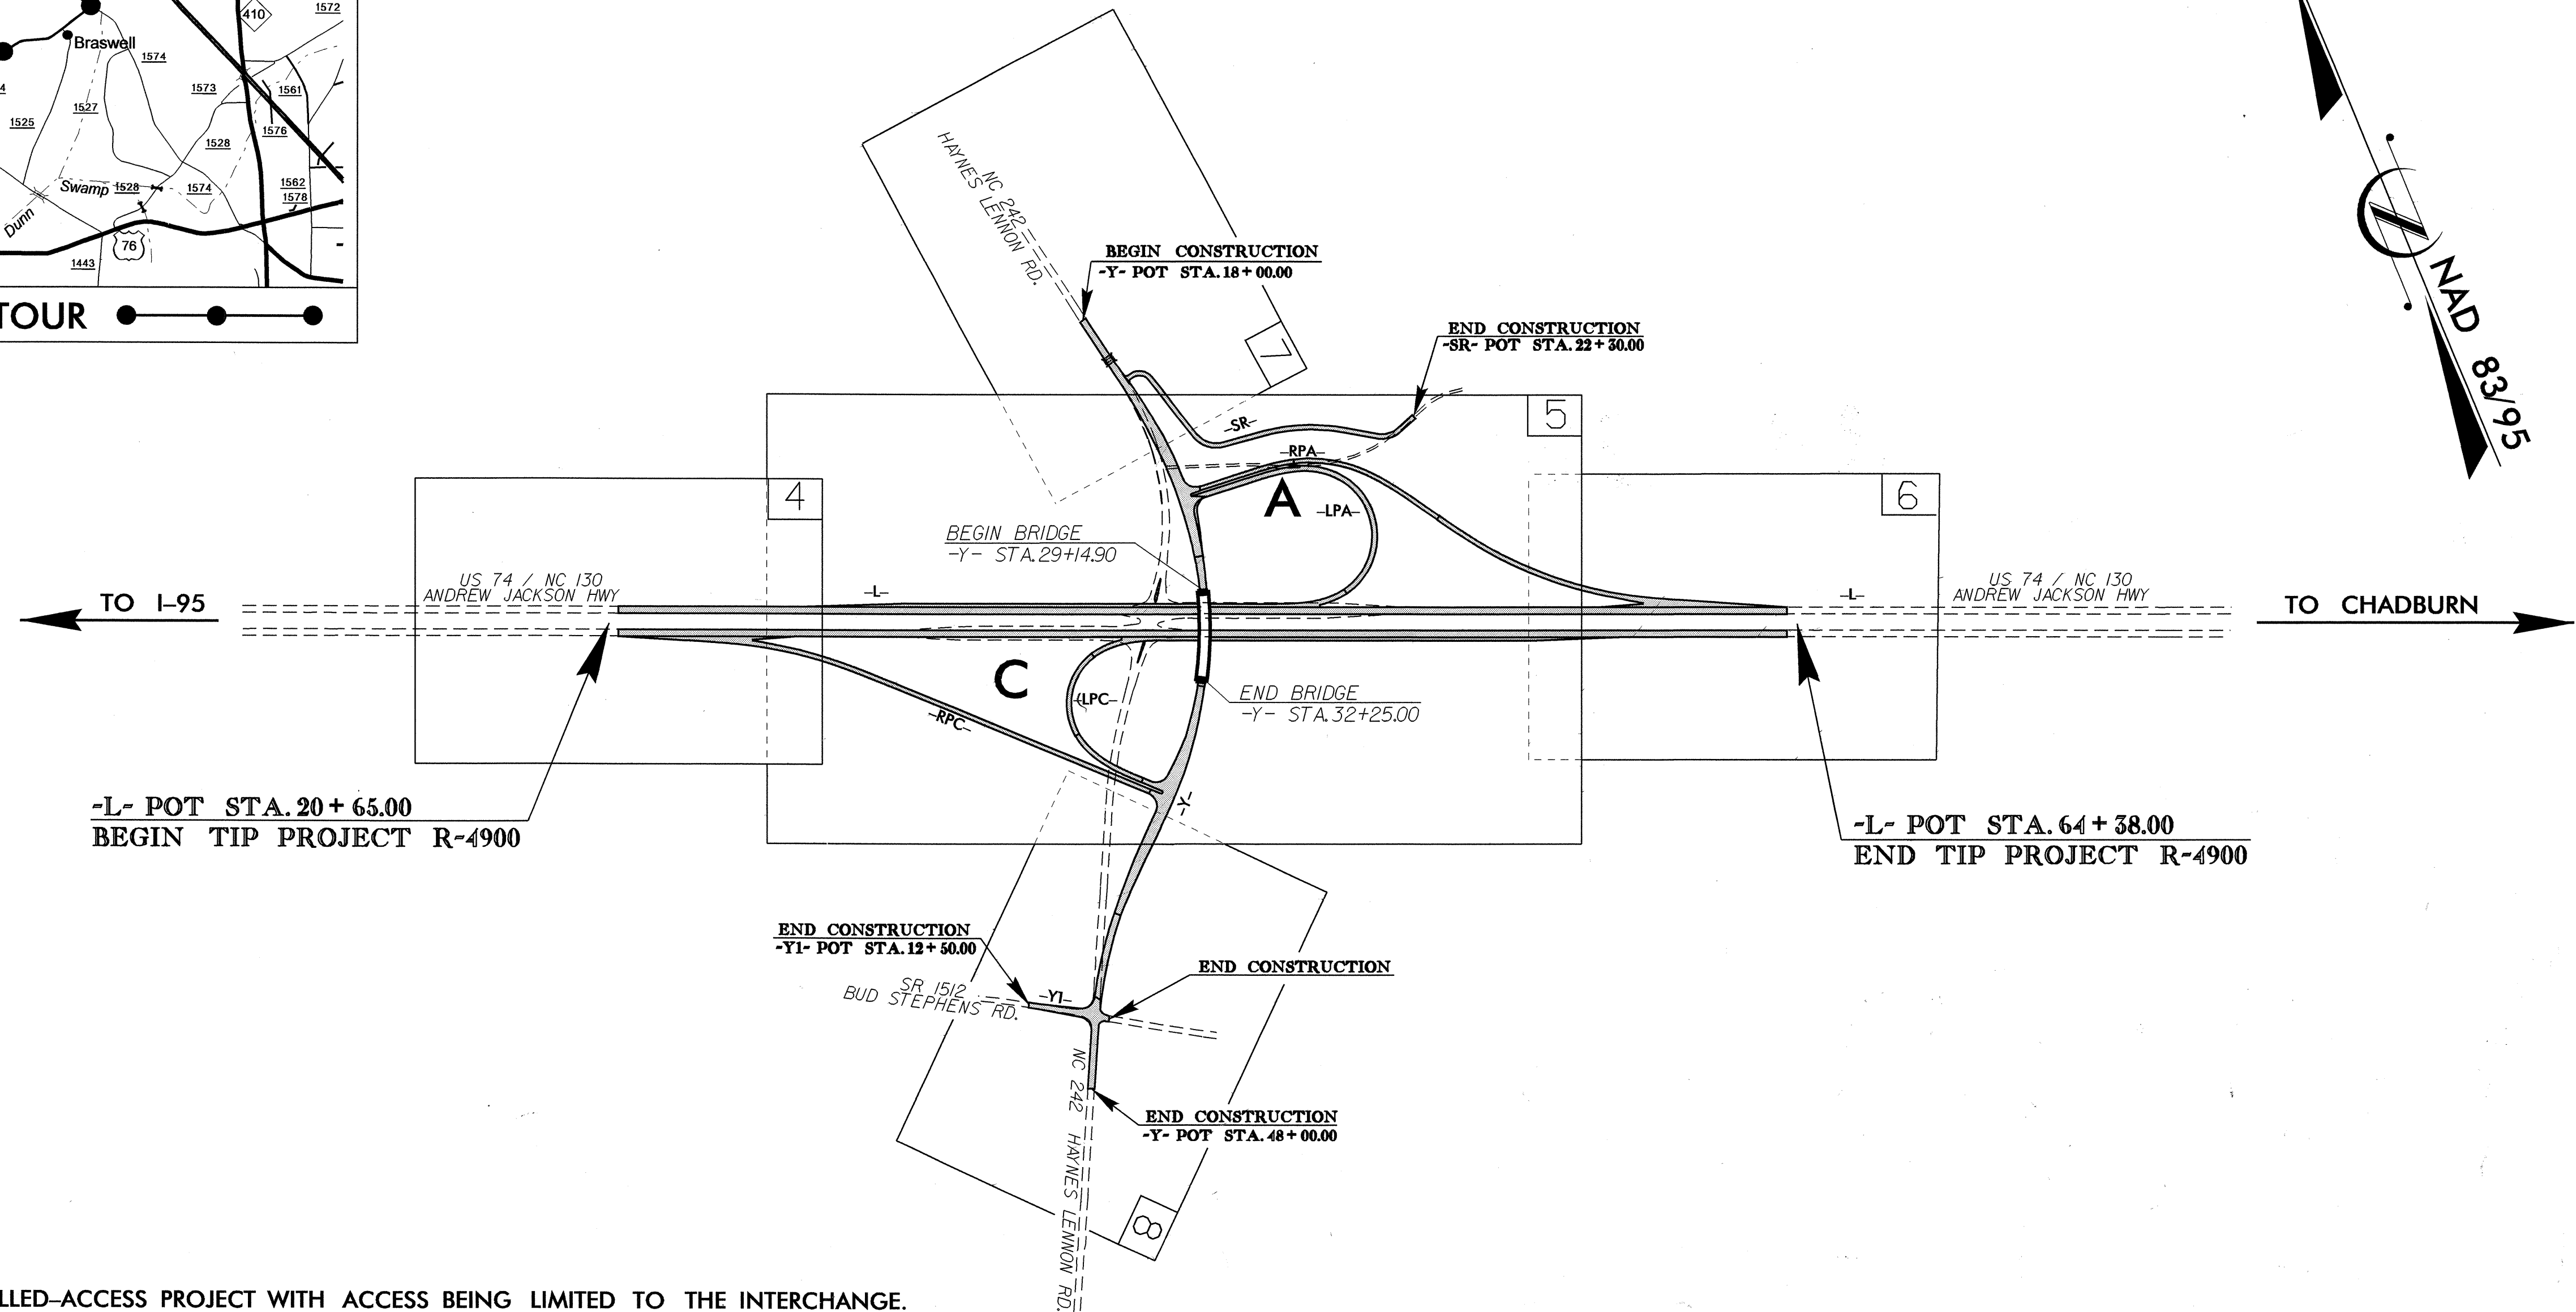 410
1572
Braswell
1574
1573
1561
1527
1525
1576
1528
Swamp
1528
1574
1562
1578
Dunn
76
1443
TOUR
HAYNES LENNON RD.
NC 242
BEGIN CONSTRUCTION
-Y- POT STA. 18+00.00
7
END CONSTRUCTION
-SR- POT STA. 22+30.00
NAD 83/95
5
-SR-
-RPA-
4
A
-LPA-
6
BEGIN BRIDGE
-Y- STA. 29+14.90
US 74 / NC 130
ANDREW JACKSON HWY
-L-
-L-
US 74 / NC 130
ANDREW JACKSON HWY
TO I-95
TO CHADBURN
C
-LPC-
-RPC-
END BRIDGE
-Y- STA. 32+25.00
-Y-
-L- POT STA. 20+65.00
BEGIN TIP PROJECT R-4900
-L- POT STA. 64+38.00
END TIP PROJECT R-4900
END CONSTRUCTION
-Y1- POT STA. 12+50.00
END CONSTRUCTION
SR 1512
BUD STEPHENS RD.
-Y1-
NC 242 HAYNES LENNON RD.
END CONSTRUCTION
-Y- POT STA. 48+00.00
8
LLED-ACCESS PROJECT WITH ACCESS BEING LIMITED TO THE INTERCHANGE.